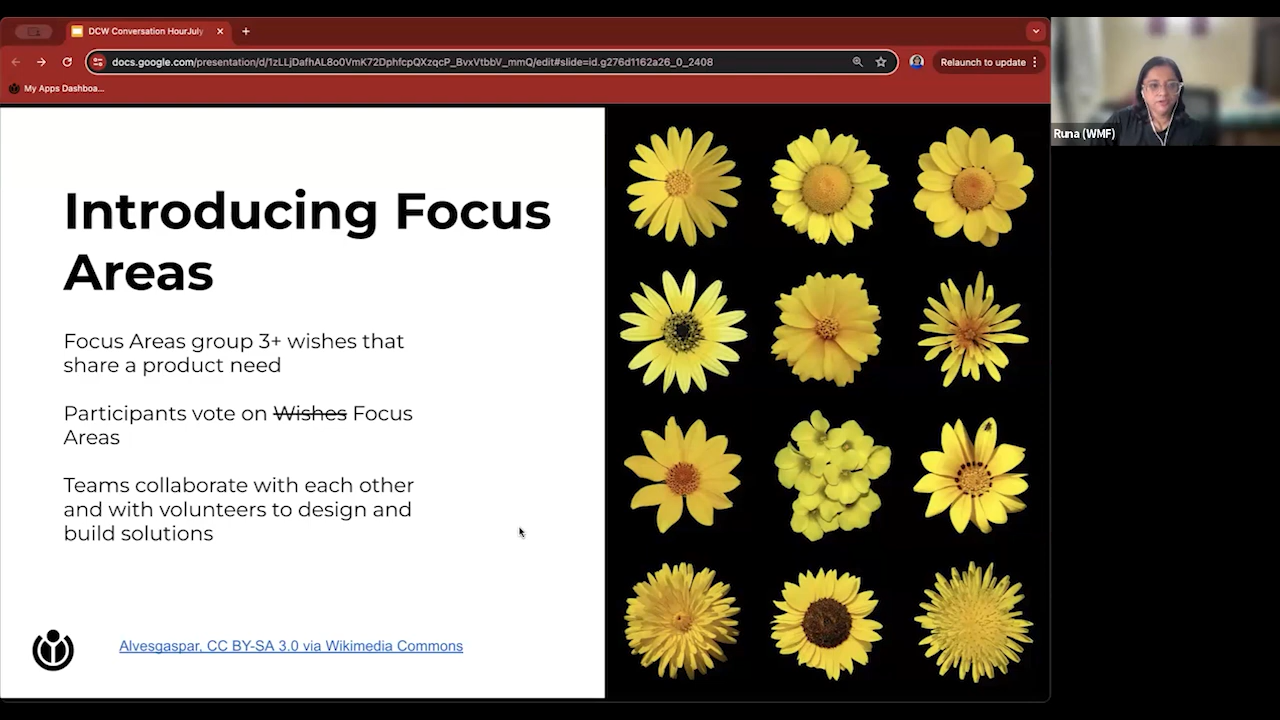 DCW Conversation HourJuly
docs.google.com/presentation/d/1zLLjDafhAL8o0VmK72DphfcpQXzqcP_BvxVtbbV_mmQ/edit#slide=id.g276d1162a26_0_2408
Relaunch to update
My Apps Dashboa...
Runa (WMF)
Introducing Focus
Areas
Focus Areas group 3+ wishes that
share a product need
Participants vote on Wishes Focus
Areas
Teams collaborate with each other
and with volunteers to design and
build solutions
Alvesgaspar, CC BY-SA 3.0 via Wikimedia Commons